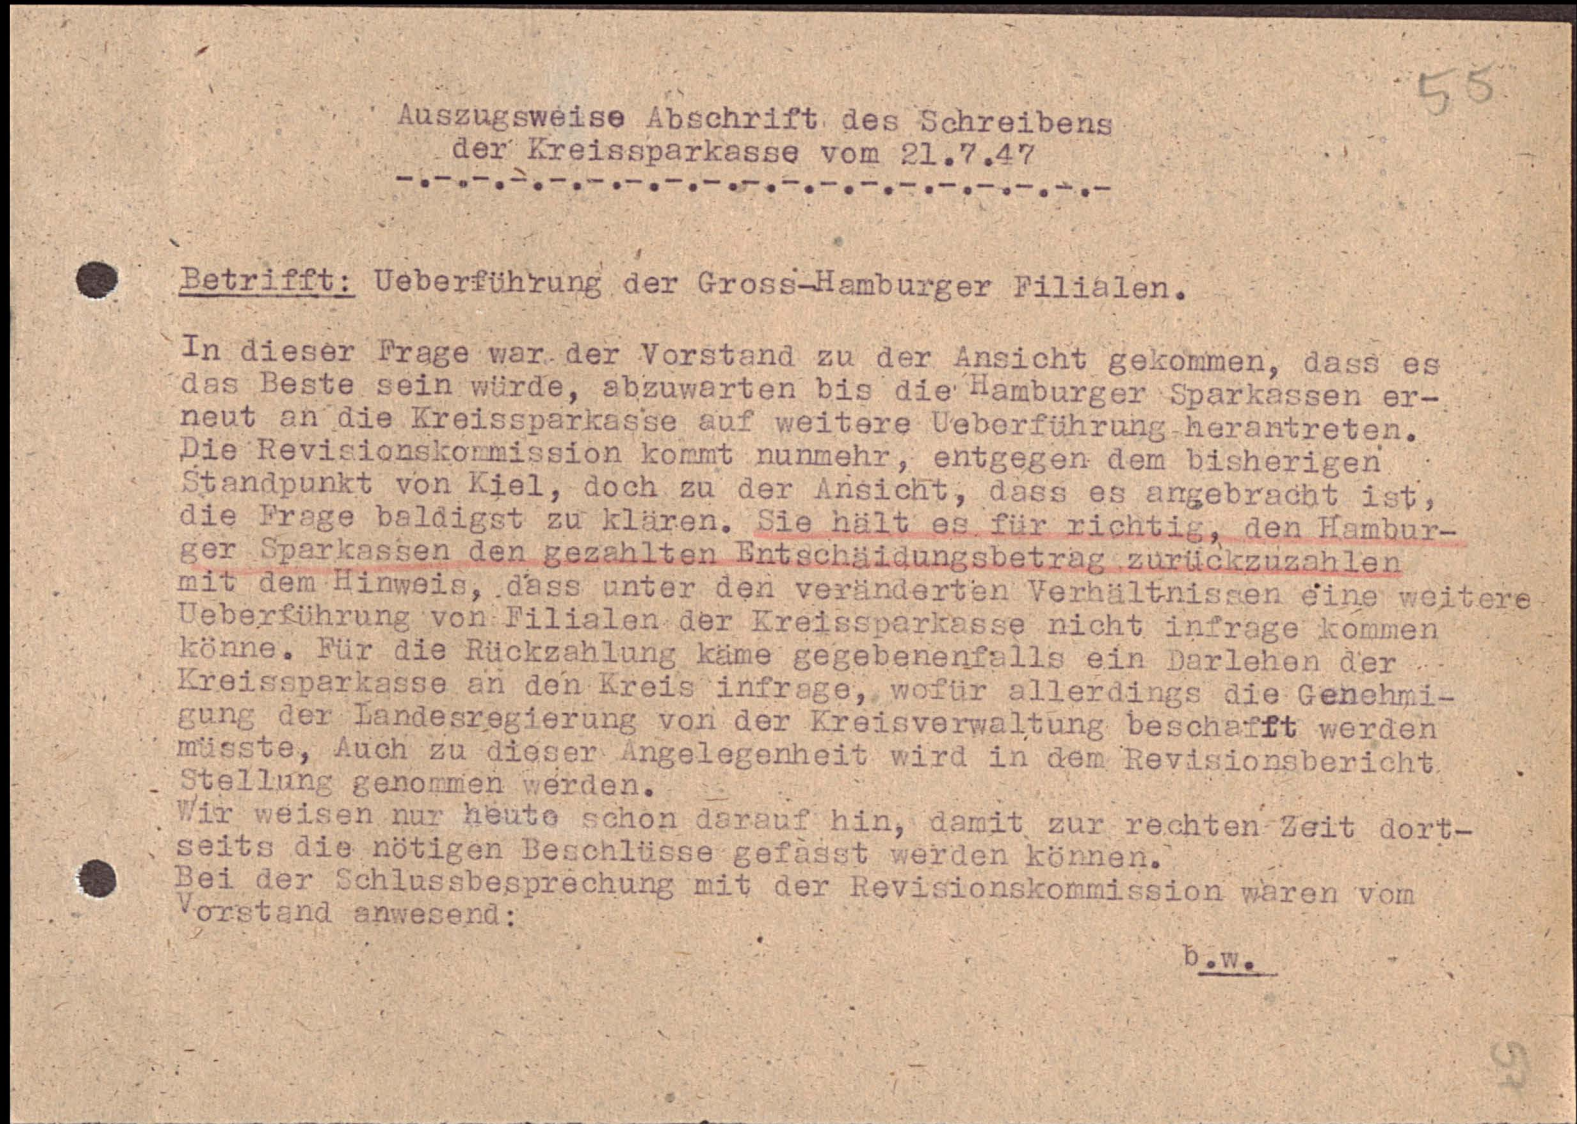 55
Auszugsweise Abschrift des Schreibens
der Kreissparkasse vom 21.7.47
-.-.-.-.-.-.-.-.-.-.-.-.-.-.-.-.-.-.-
Betrifft: Ueberführung der Gross-Hamburger Filialen.
In dieser Frage war der Vorstand zu der Ansicht gekommen, dass es
das Beste sein würde, abzuwarten bis die Hamburger Sparkassen er-
neut an die Kreissparkasse auf weitere Ueberführung herantreten.
Die Revisionskommission kommt nunmehr, entgegen dem bisherigen
Standpunkt von Kiel, doch zu der Ansicht, dass es angebracht ist,
die Frage baldigst zu klären. Sie hält es für richtig, den Hambur-
ger Sparkassen den gezahlten Entschäidungsbetrag zurückzuzahlen
mit dem Hinweis, dass unter den veränderten Verhältnissen eine weitere
Ueberführung von Filialen der Kreissparkasse nicht infrage kommen
könne. Für die Rückzahlung käme gegebenenfalls ein Darlehen der
Kreissparkasse an den Kreis infrage, wofür allerdings die Genehmi-
gung der Landesregierung von der Kreisverwaltung beschafft werden
müsste, Auch zu dieser Angelegenheit wird in dem Revisionsbericht
Stellung genommen werden.
Wir weisen nur heute schon darauf hin, damit zur rechten Zeit dort-
seits die nötigen Beschlüsse gefasst werden können.
Bei der Schlussbesprechung mit der Revisionskommission waren vom
Vorstand anwesend:
b.w.